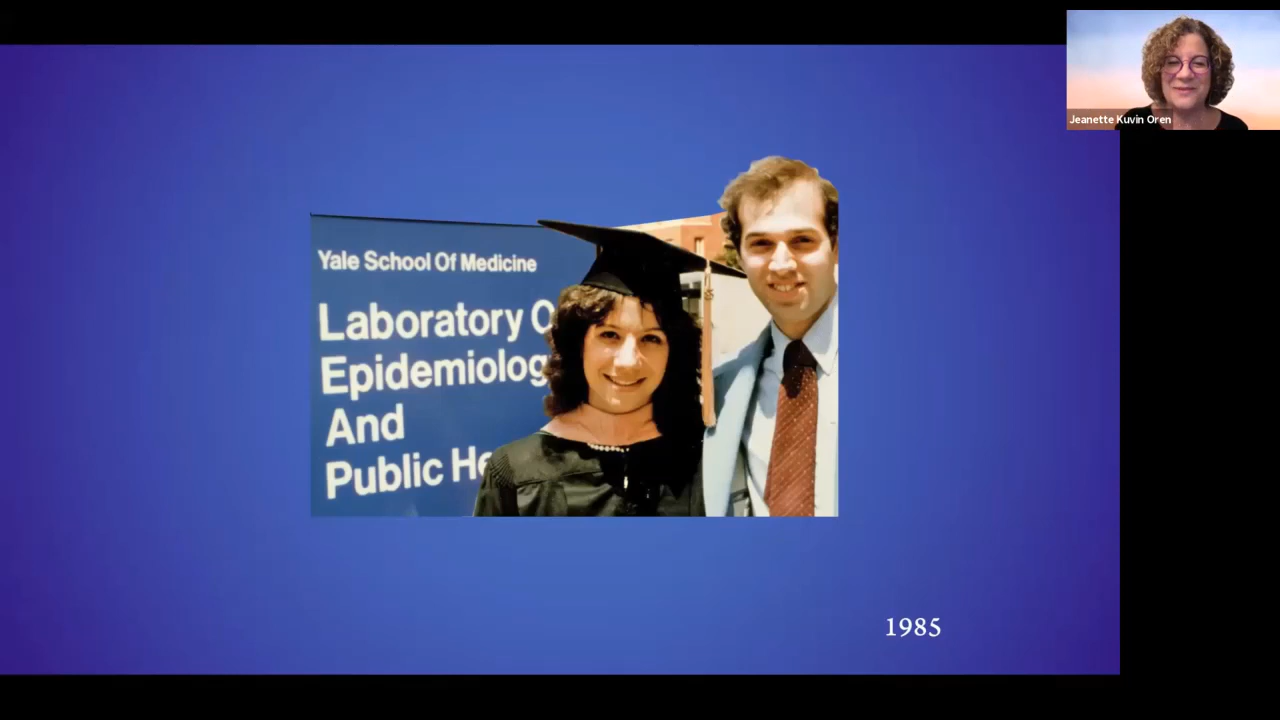 Jeanette Kuvin Oren
Yale School Of Medicine
Laboratory O
Epidemiolog
And
Public He
1985